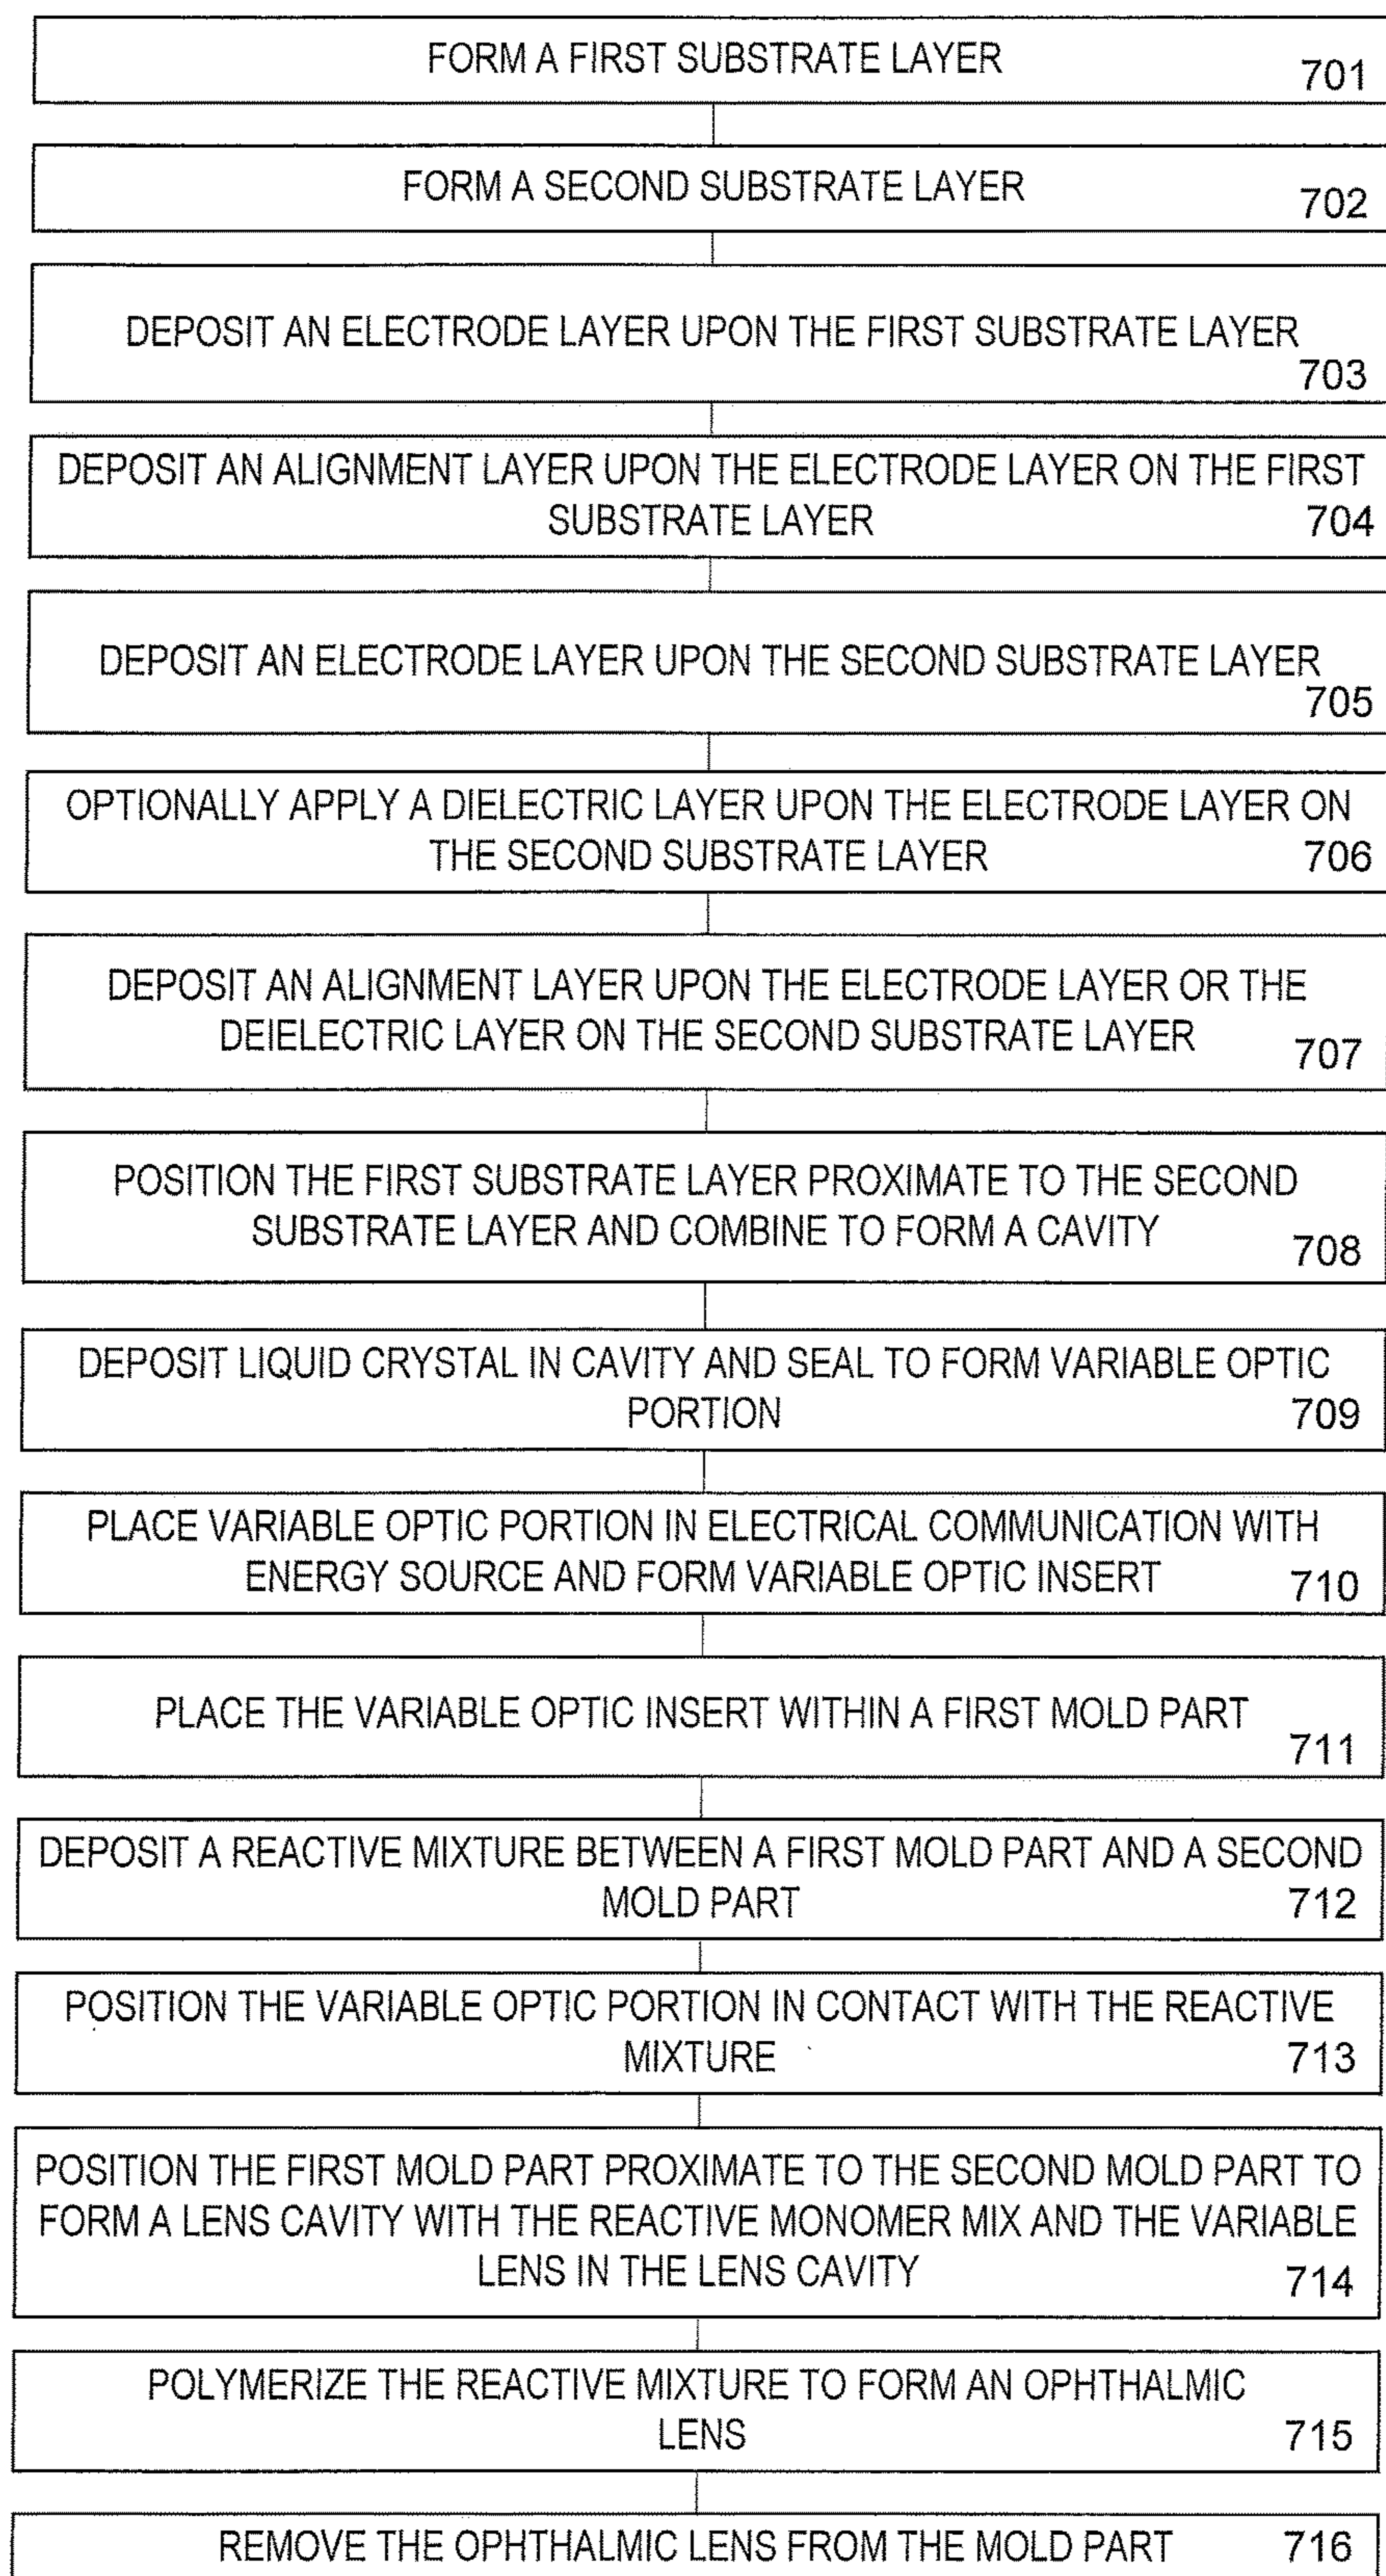 FORM A FIRST SUBSTRATE LAYER
701
FORM A SECOND SUBSTRATE LAYER
702
DEPOSIT AN ELECTRODE LAYER UPON THE FIRST SUBSTRATE LAYER
703
DEPOSIT AN ALIGNMENT LAYER UPON THE ELECTRODE LAYER ON THE FIRST
SUBSTRATE LAYER 704
DEPOSIT AN ELECTRODE LAYER UPON THE SECOND SUBSTRATE LAYER
705
OPTIONALLY APPLY A DIELECTRIC LAYER UPON THE ELECTRODE LAYER ON
THE SECOND SUBSTRATE LAYER 706
DEPOSIT AN ALIGNMENT LAYER UPON THE ELECTRODE LAYER OR THE
DEIELECTRIC LAYER ON THE SECOND SUBSTRATE LAYER
707
POSITION THE FIRST SUBSTRATE LAYER PROXIMATE TO THE SECOND
SUBSTRATE LAYER AND COMBINE TO FORM A CAVITY
708
DEPOSIT LIQUID CRYSTAL IN CAVITY AND SEAL TO FORM VARIABLE OPTIC
PORTION 709
PLACE VARIABLE OPTIC PORTION IN ELECTRICAL COMMUNICATION WITH
ENERGY SOURCE AND FORM VARIABLE OPTIC INSERT 710
PLACE THE VARIABLE OPTIC INSERT WITHIN A FIRST MOLD PART
711
DEPOSIT A REACTIVE MIXTURE BETWEEN A FIRST MOLD PART AND A SECOND
MOLD PART 712
POSITION THE VARIABLE OPTIC PORTION IN CONTACT WITH THE REACTIVE
MIXTURE 713
POSITION THE FIRST MOLD PART PROXIMATE TO THE SECOND MOLD PART TO
FORM A LENS CAVITY WITH THE REACTIVE MONOMER MIX AND THE VARIABLE
LENS IN THE LENS CAVITY 714
POLYMERIZE THE REACTIVE MIXTURE TO FORM AN OPHTHALMIC
LENS 715
REMOVE THE OPHTHALMIC LENS FROM THE MOLD PART 716